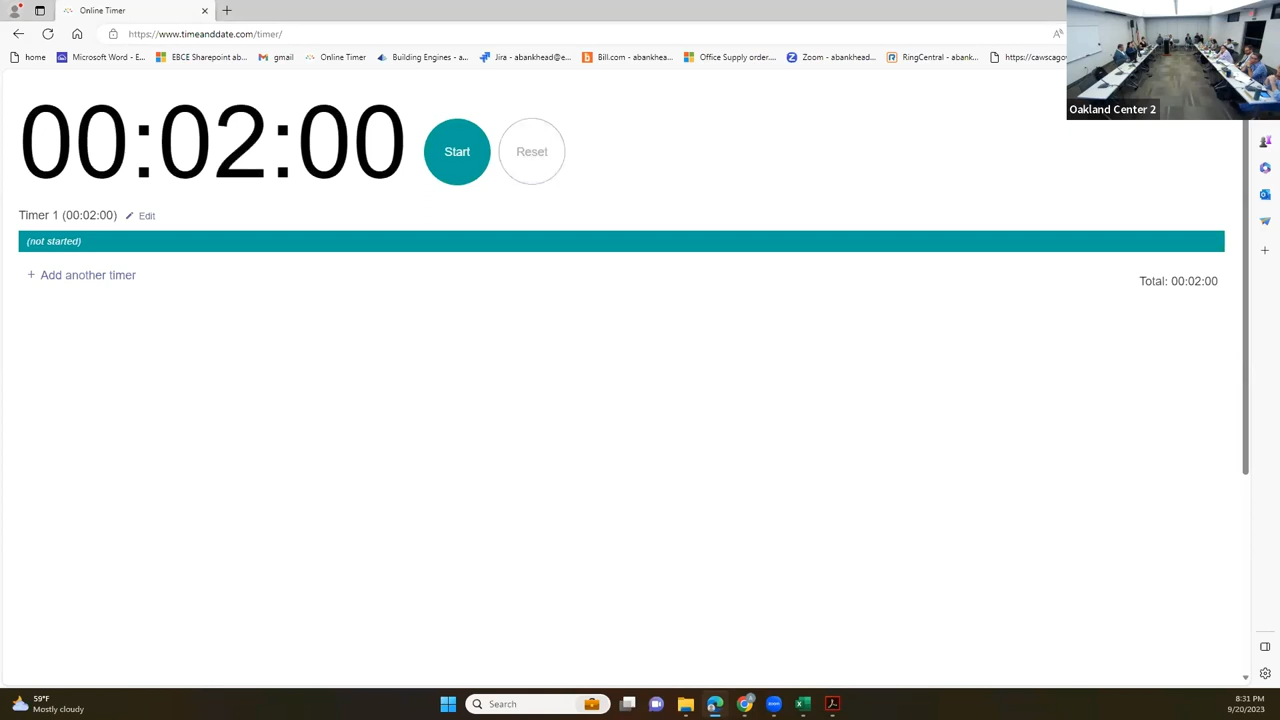 Online Timer
https://www.timeanddate.com/timer/
home
Microsoft Word - E...
EBCE Sharepoint ab...
gmail
Online Timer
Building Engines - a...
Jira - abankhead@e...
Bill.com - abankhea...
Office Supply order....
Zoom - abankhead...
RingCentral - abank...
https://cawscago
Oakland Center 2
00:02:00
Start
Reset
Timer 1 (00:02:00)
Edit
(not started)
+ Add another timer
Total: 00:02:00
59°F
Mostly cloudy
Search
8:31 PM
9/20/2023